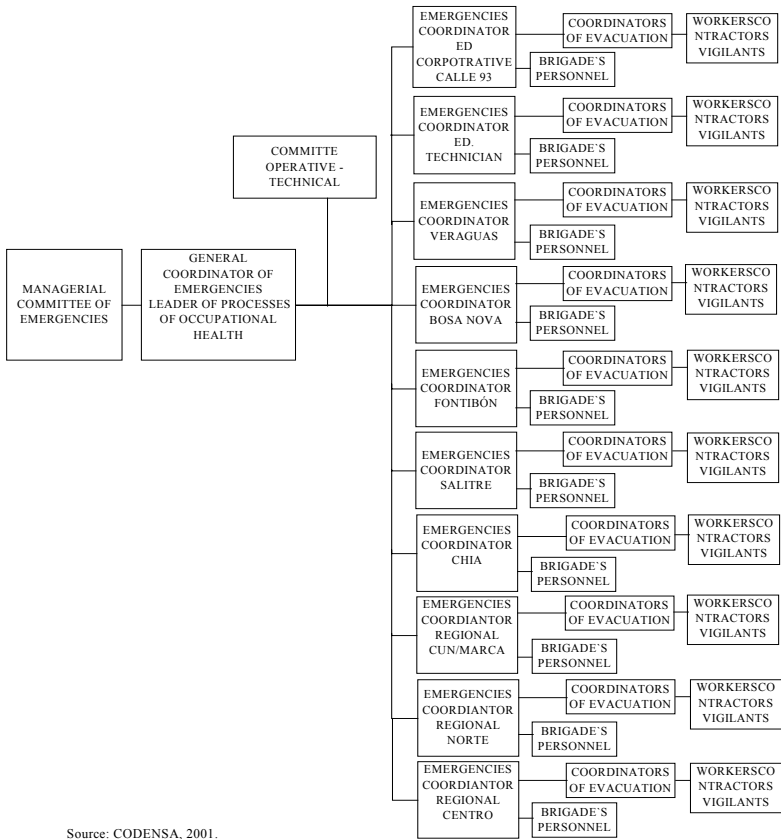 MANAGERIAL
COMMITTEE OF
EMERGENCIES
GENERAL
COORDINATOR OF
EMERGENCIES
LEADER OF PROCESSES
OF OCCUPATIONAL
HEALTH
COMMITTE
OPERATIVE -
TECHNICAL
EMERGENCIES
COORDINATOR
ED
CORPOTRATIVE
CALLE 93
COORDINATORS
OF EVACUATION
WORKERSCO
NTRACTORS
VIGILANTS
BRIGADE`S
PERSONNEL
EMERGENCIES
COORDINATOR
ED.
TECHNICIAN
COORDINATORS
OF EVACUATION
WORKERSCO
NTRACTORS
VIGILANTS
BRIGADE`S
PERSONNEL
EMERGENCIES
COORDINATOR
VERAGUAS
COORDINATORS
OF EVACUATION
WORKERSCO
NTRACTORS
VIGILANTS
BRIGADE`S
PERSONNEL
EMERGENCIES
COORDINATOR
BOSA NOVA
COORDINATORS
OF EVACUATION
WORKERSCO
NTRACTORS
VIGILANTS
BRIGADE`S
PERSONNEL
EMERGENCIES
COORDINATOR
FONTIBÓN
COORDINATORS
OF EVACUATION
WORKERSCO
NTRACTORS
VIGILANTS
BRIGADE`S
PERSONNEL
EMERGENCIES
COORDINATOR
SALITRE
COORDINATORS
OF EVACUATION
WORKERSCO
NTRACTORS
VIGILANTS
BRIGADE`S
PERSONNEL
EMERGENCIES
COORDINATOR
CHIA
COORDINATORS
OF EVACUATION
WORKERSCO
NTRACTORS
VIGILANTS
BRIGADE`S
PERSONNEL
EMERGENCIES
COORDIANTOR
REGIONAL
CUN/MARCA
COORDINATORS
OF EVACUATION
WORKERSCO
NTRACTORS
VIGILANTS
BRIGADE`S
PERSONNEL
EMERGENCIES
COORDIANTOR
REGIONAL
NORTE
COORDINATORS
OF EVACUATION
WORKERSCO
NTRACTORS
VIGILANTS
BRIGADE`S
PERSONNEL
EMERGENCIES
COORDIANTOR
REGIONAL
CENTRO
COORDINATORS
OF EVACUATION
WORKERSCO
NTRACTORS
VIGILANTS
BRIGADE`S
PERSONNEL
Source: CODENSA, 2001.